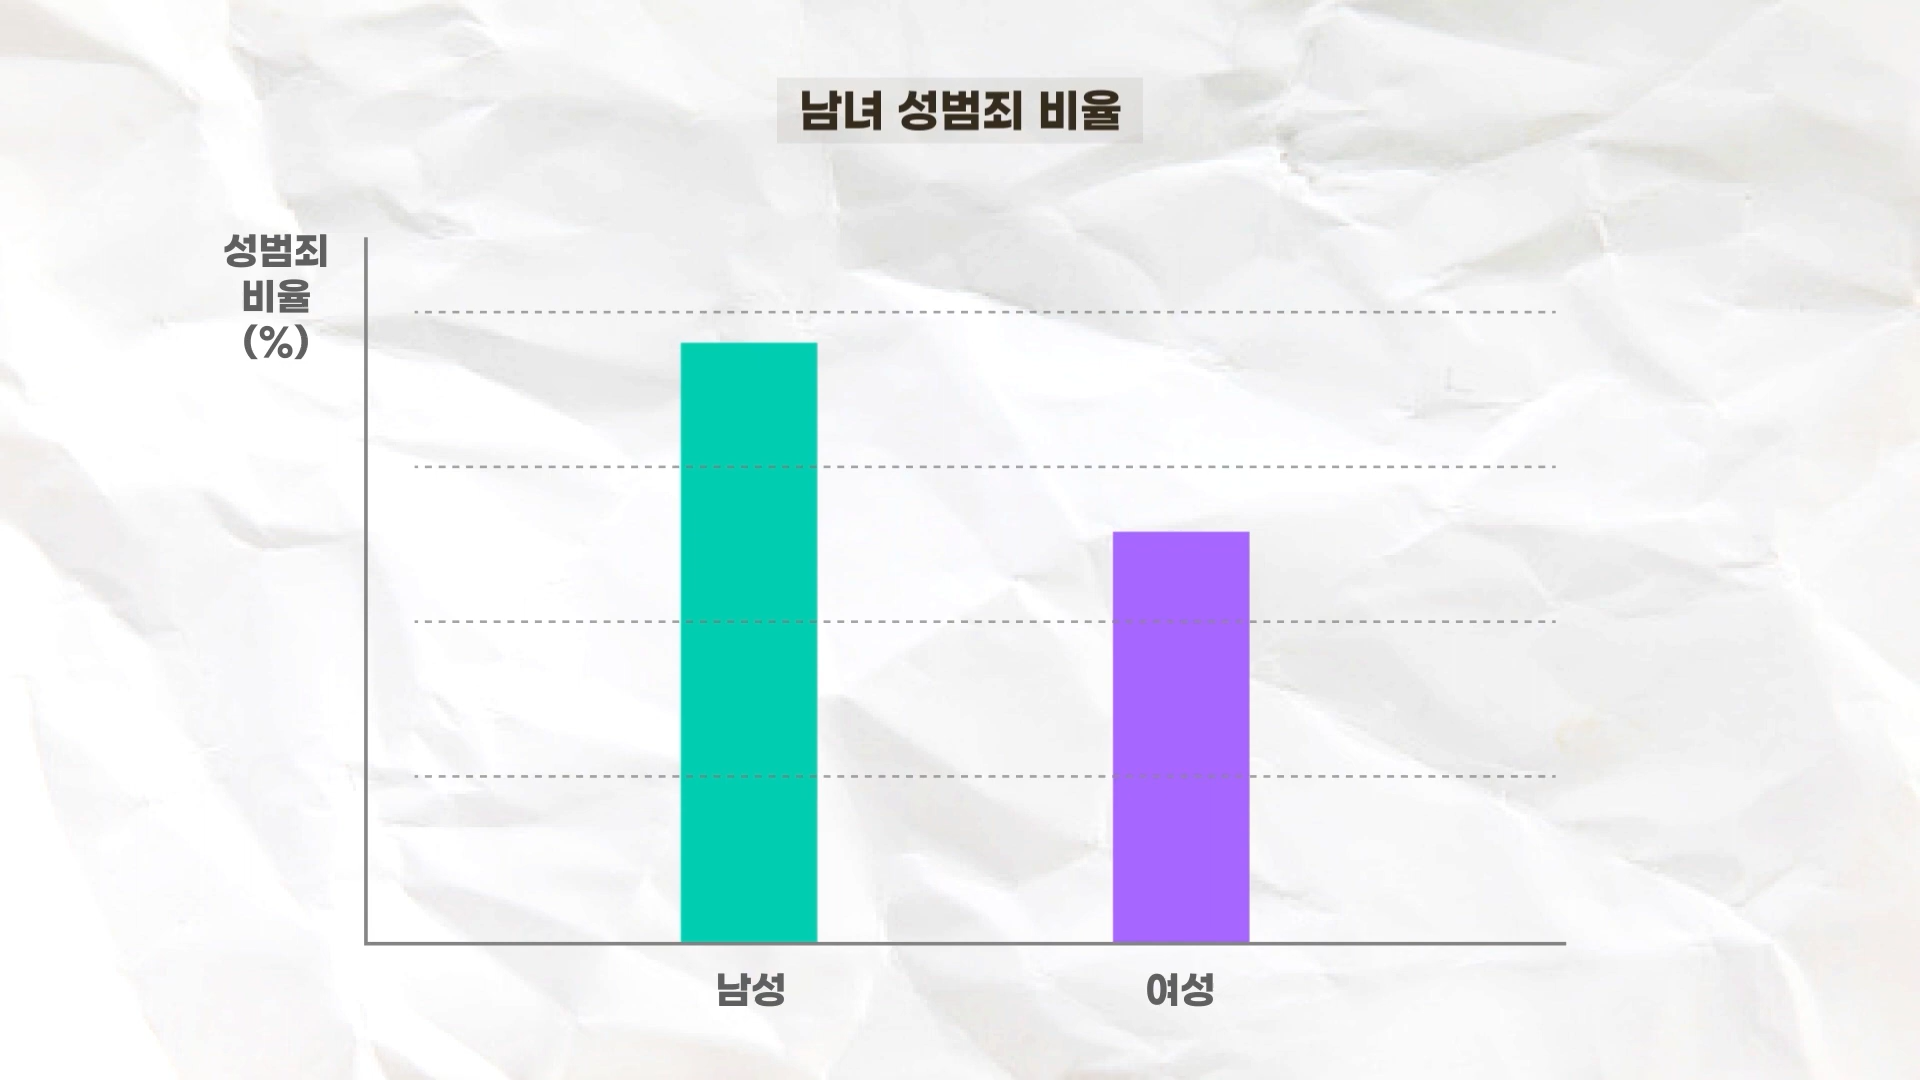 남녀 성범죄 비율
성범죄
비율
(%)
남성
여성